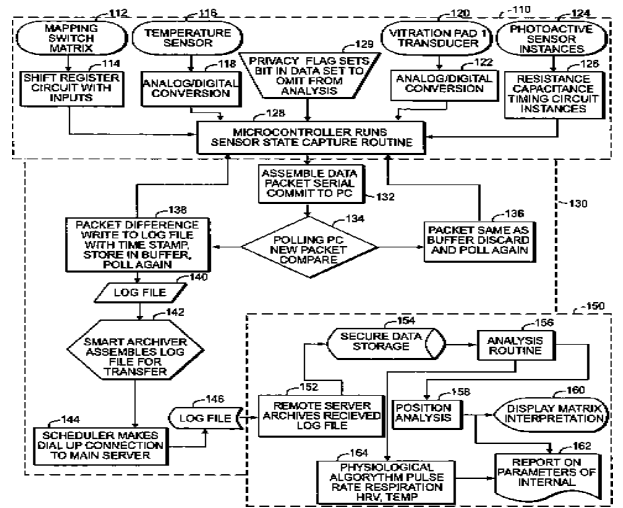 112
MAPPING
SWITCH MATRIX
116
TEMPERATURE
SENSOR
129
PRIVACY FLAG SETS
BIT IN DATA SET TO
OMIT FROM
ANALYSIS
120
VITRATION PAD 1
TRANSDUCER
110
124
PHOTOACTIVE
SENSOR
INSTANCES
114
SHIFT REGISTER
CIRCUIT WITH
INPUTS
118
ANALOG/DIGITAL
CONVERSION
122
ANALOG/DIGITAL
CONVERSION
126
RESISTANCE
CAPACITANCE
TIMING CIRCUIT
INSTANCES
128
MICROCONTROLLER RUNS
SENSOR STATE CAPTURE ROUTINE
ASSEMBLE DATA
PACKET SERIAL
COMMIT TO PC
132
130
138
PACKET DIFFERENCE
WRITE TO LOG FILE
WITH TIME STAMP,
STORE IN BUFFER,
POLL AGAIN
134
POLLING PC
NEW PACKET
COMPARE
136
PACKET SAME AS
BUFFER DISCARD
AND POLL AGAIN
140
LOG FILE
142
SMART ARCHIVER
ASSEMBLES LOG
FILE FOR
TRANSFER
144
SCHEDULER MAKES
DIAL UP CONNECTION
TO MAIN SERVER
146
LOG FILE
150
152
REMOTE SERVER
ARCHIVES RECIEVED
LOG FILE
154
SECURE DATA
STORAGE
156
ANALYSIS
ROUTINE
158
POSITION
ANALYSIS
160
DISPLAY MATRIX
INTERPRETATION
162
REPORT ON
PARAMETERS OF
INTERNAL
164
PHYSIOLOGICAL
ALGORITHM PULSE
RATE RESPIRATION
HRV, TEMP